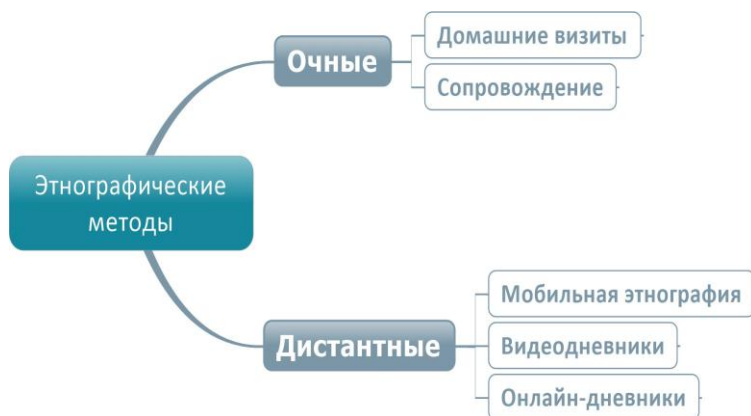 Этнографические
методы
Очные
Домашние визиты
Сопровождение
Дистантные
Мобильная этнография
Видеодневники
Онлайн-дневники